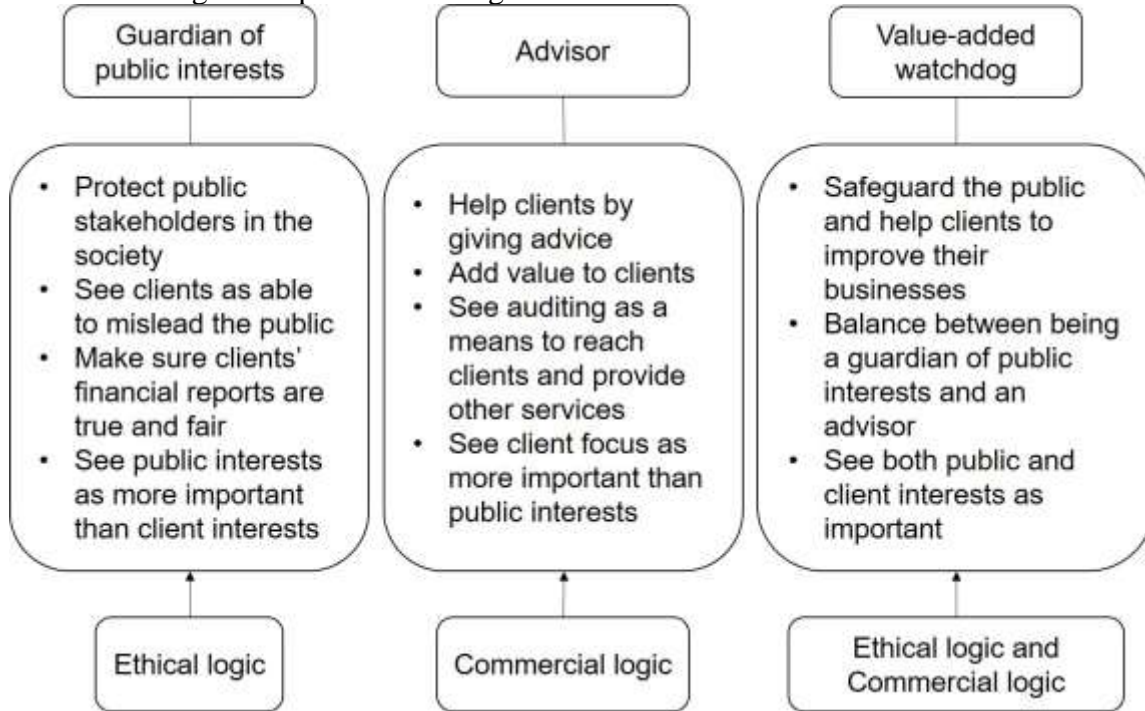 Guardian of
public interests
Advisor
Value-added
watchdog
• Protect public
stakeholders in the
society
• See clients as able
to mislead the public
• Make sure clients'
financial reports are
true and fair
• See public interests
as more important
than client interests
• Help clients by
giving advice
• Add value to clients
• See auditing as a
means to reach
clients and provide
other services
• See client focus as
more important than
public interests
• Safeguard the public
and help clients to
improve their
businesses
• Balance between being
a guardian of public
interests and an
advisor
• See both public and
client interests as
important
Ethical logic
Commercial logic
Ethical logic and
Commercial logic